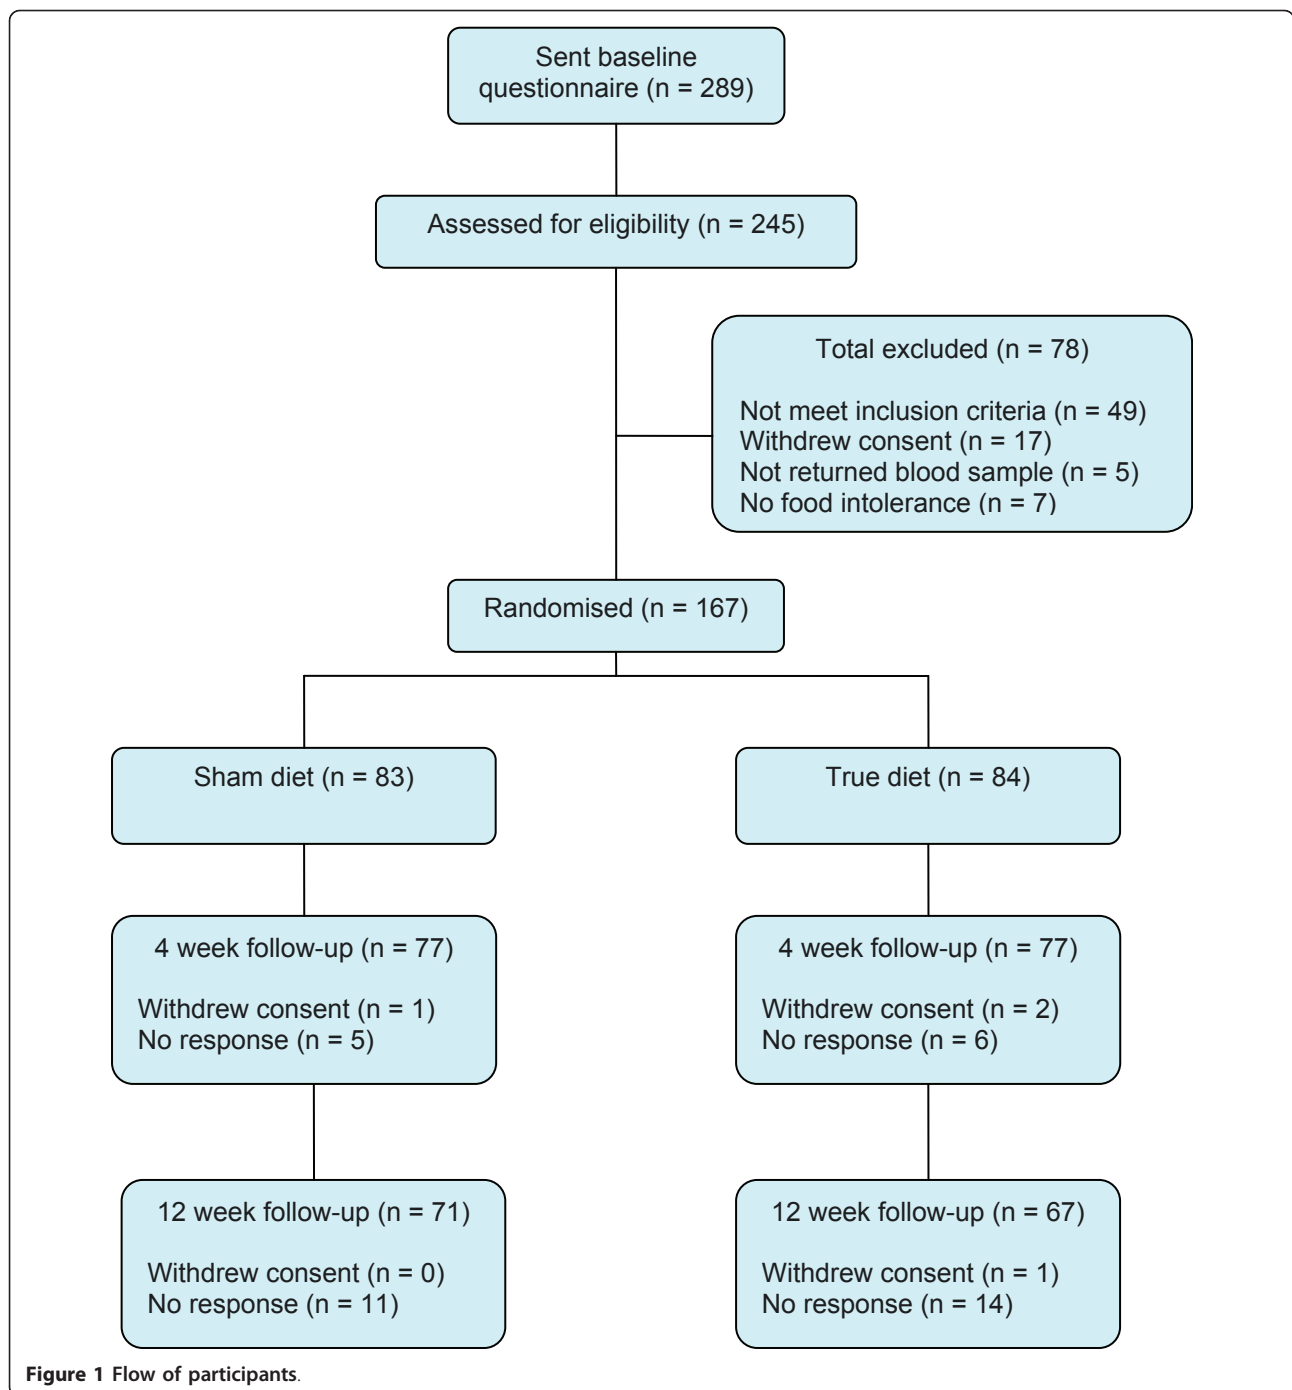 Sent baseline
questionnaire (n = 289)
Assessed for eligibility (n = 245)
Total excluded (n = 78)
Not meet inclusion criteria (n = 49)
Withdrew consent (n = 17)
Not returned blood sample (n = 5)
No food intolerance (n = 7)
Randomised (n = 167)
Sham diet (n = 83)
True diet (n = 84)
4 week follow-up (n = 77)
Withdrew consent (n = 1)
No response (n = 5)
4 week follow-up (n = 77)
Withdrew consent (n = 2)
No response (n = 6)
12 week follow-up (n = 71)
Withdrew consent (n = 0)
No response (n = 11)
12 week follow-up (n = 67)
Withdrew consent (n = 1)
No response (n = 14)
Figure 1 Flow of participants.